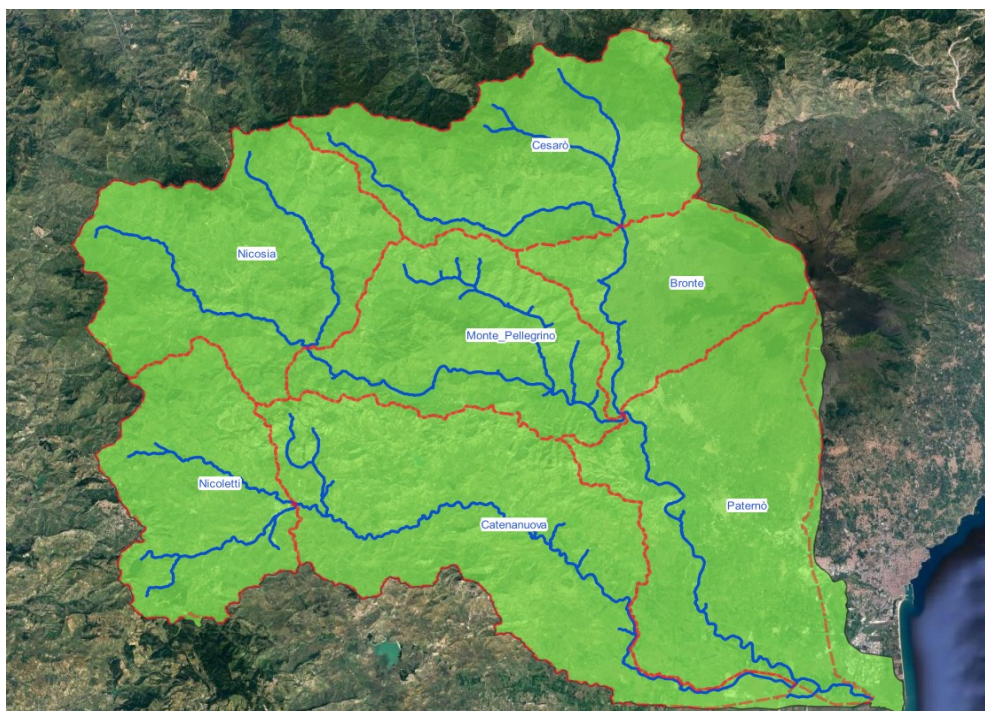 Cesarò
Nicosia
Bronte
Monte_Pellegrino
Nicoletti
Paternò
Catenanuova